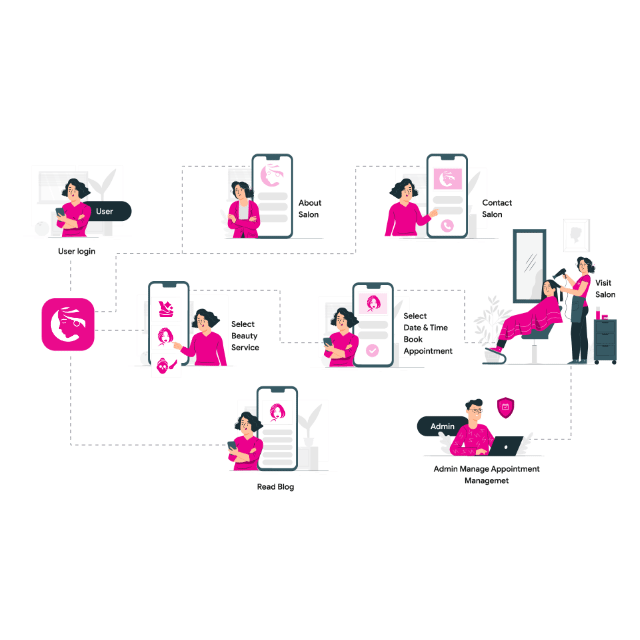 User
User login
About
Salon
Contact
Salon
Select
Beauty
Service
Select
Date & Time
Book
Appointment
Visit
Salon
Read Blog
Admin
Admin Manage Appointment
Managemet